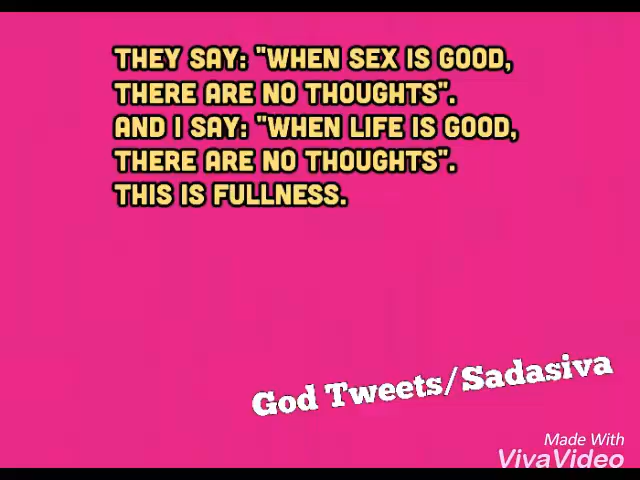 THEY SAY: "WHEN SEX IS GOOD,
THERE ARE NO THOUGHTS".
AND I SAY: "WHEN LIFE IS GOOD,
THERE ARE NO THOUGHTS".
THIS IS FULLNESS.
God Tweets/Sadasiva
Made With
VivaVideo